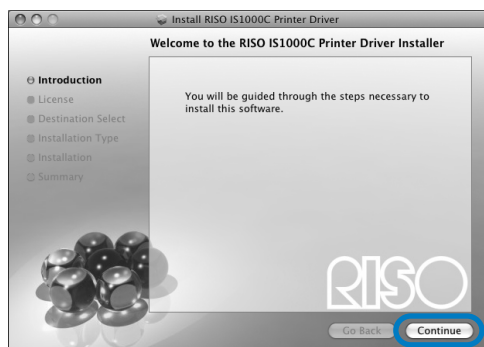 Install RISO IS1000C Printer Driver
Welcome to the RISO IS1000C Printer Driver Installer
Introduction
License
Destination Select
Installation Type
Installation
Summary
You will be guided through the steps necessary to
install this software.
RISO
Go Back
Continue